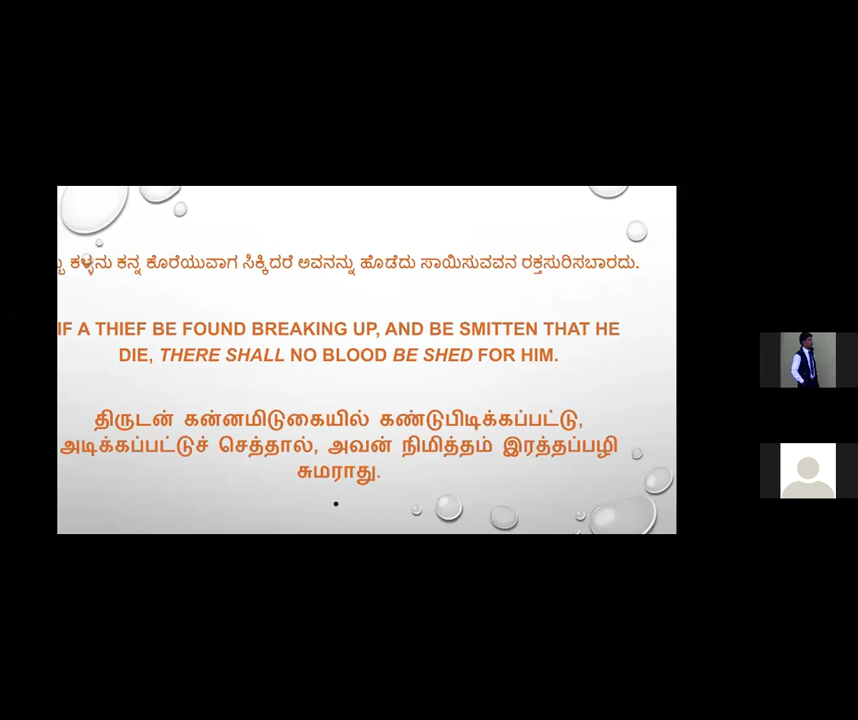 ಕಳ್ಳನು ಕನ್ನ ಕೊರೆಯುವಾಗ ಸಿಕ್ಕಿದರೆ ಅವನನ್ನು ಹೊಡೆದು ಸಾಯಿಸುವವನ ರಕ್ತಸುರಿಸಬಾರದು.
IF A THIEF BE FOUND BREAKING UP, AND BE SMITTEN THAT HE
DIE, THERE SHALL NO BLOOD BE SHED FOR HIM.
திருடன் கன்னமிடுகையில் கண்டுபிடிக்கப்பட்டு,
அடிக்கப்பட்டுச் செத்தால், அவன் நிமித்தம் இரத்தப்பழி
சுமராது.